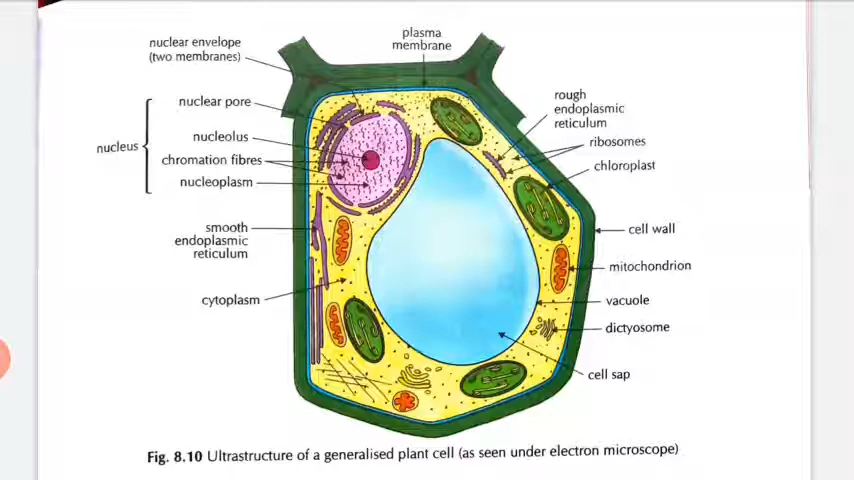 nuclear envelope
(two membranes)
plasma
membrane
nuclear pore
nucleolus
nucleus
chromation fibres
nucleoplasm
smooth
endoplasmic
reticulum
cytoplasm
rough
endoplasmic
reticulum
ribosomes
chloroplast
cell wall
mitochondrion
vacuole
dictyosome
cell sap
Fig. 8.10 Ultrastructure of a generalised plant cell (as seen under electron microscope)